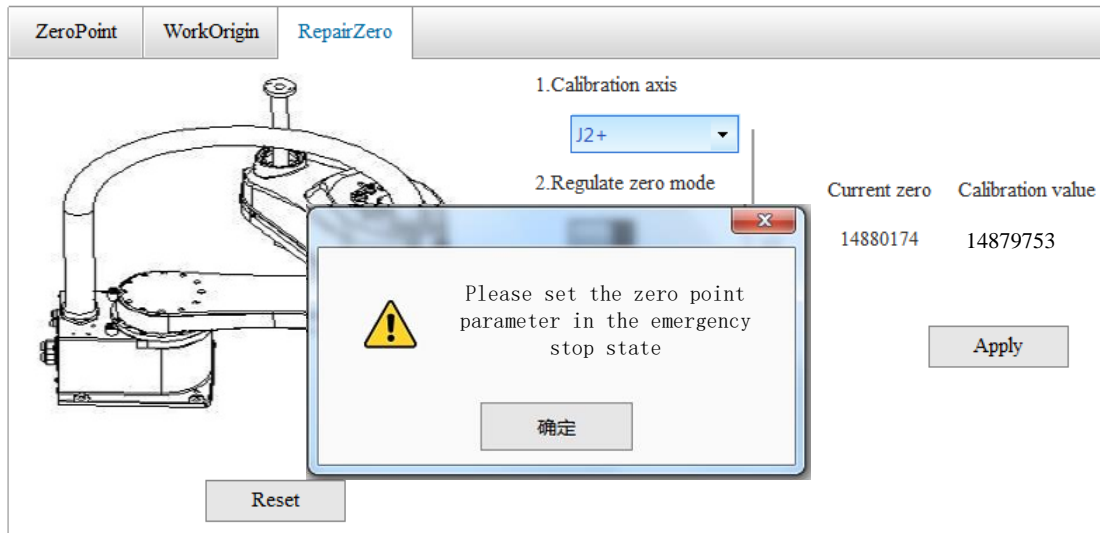 ZeroPoint
WorkOrigin
RepairZero
1.Calibration axis
J2+
2.Regulate zero mode
Current zero
Calibration value
14880174
14879753
Please set the zero point
parameter in the emergency
stop state
确定
Apply
Reset